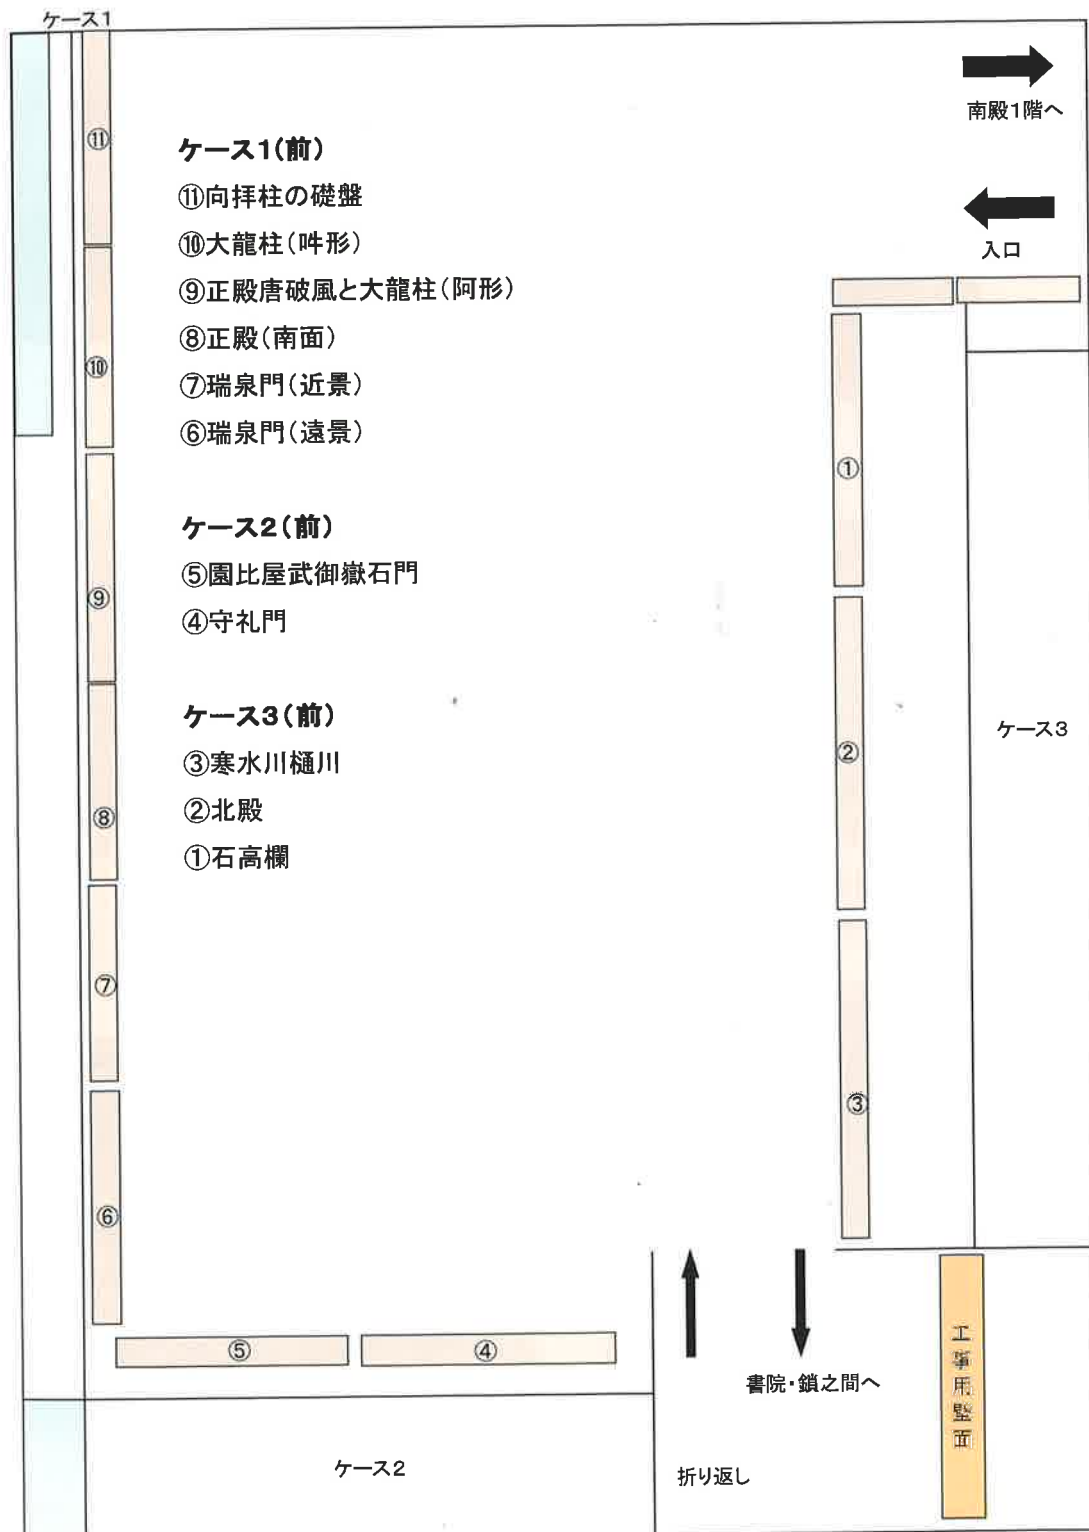 ケース1
南殿1階へ
入口
ケース1(前)
⑪向拝柱の礎盤
⑩大龍柱(吽形)
⑨正殿唐破風と大龍柱(阿形)
⑧正殿(南面)
⑦瑞泉門(近景)
⑥瑞泉門(遠景)
ケース2(前)
⑤園比屋武御嶽石門
④守礼門
ケース3(前)
③寒水川樋川
②北殿
①石高欄
⑪
⑩
⑨
⑧
⑦
⑥
⑤
④
①
②
③
ケース3
書院・鎖之間へ
折り返し
ケース2
工事用壁面